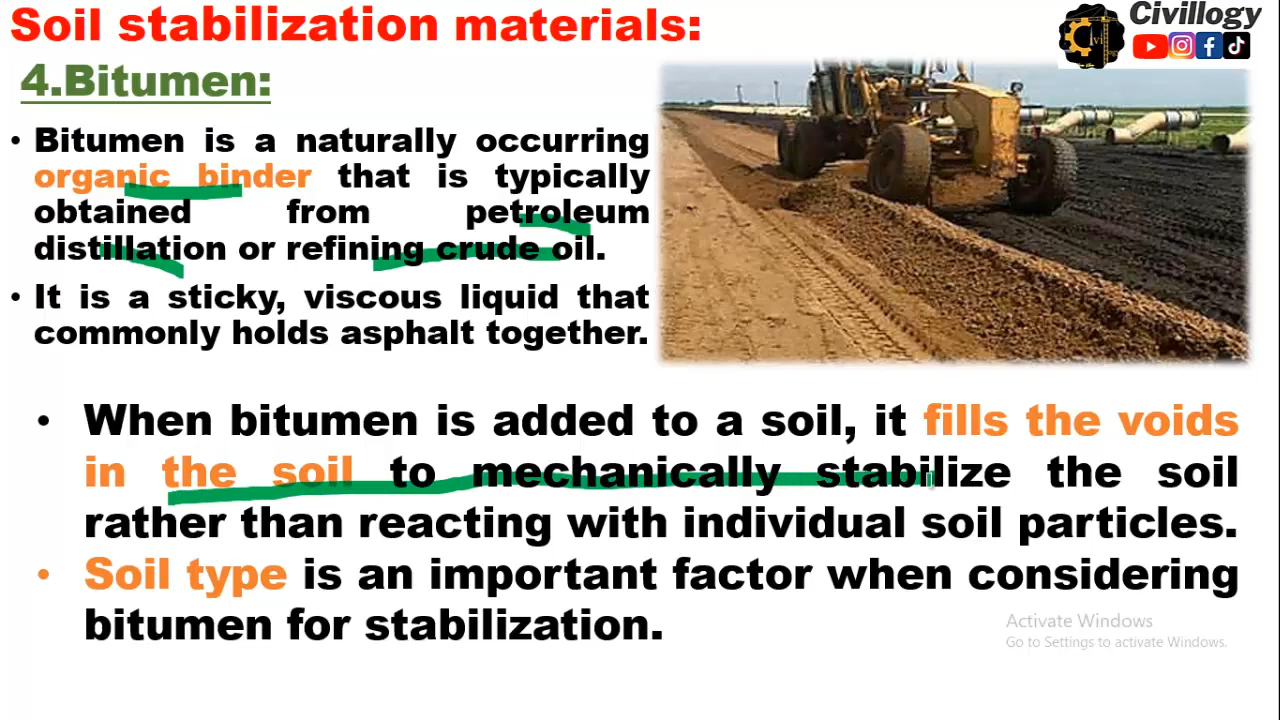 Soil stabilization materials:
Civillogy
4.Bitumen:
• Bitumen is a naturally occurring
organic binder that is typically
obtained from petroleum
distillation or refining crude oil.
• It is a sticky, viscous liquid that
commonly holds asphalt together.
• When bitumen is added to a soil, it fills the voids
in the soil to mechanically stabilize the soil
rather than reacting with individual soil particles.
• Soil type is an important factor when considering
bitumen for stabilization.
Activate Windows
Go to Settings to activate Windows.